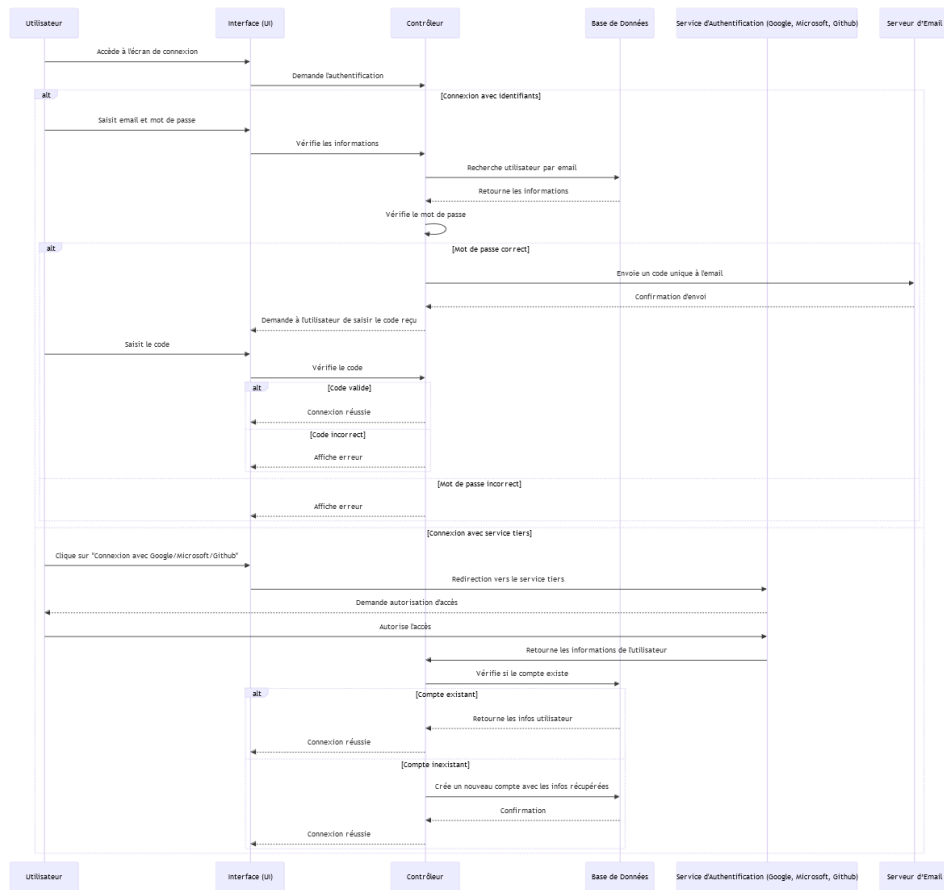 Utilisateur
Interface (UI)
Contrôleur
Base de Données
Service d'Authentification (Google, Microsoft, Github)
Serveur d'Email
Accède à l'écran de connexion
Demande l'authentification
alt
[Connexion avec identifiants]
Saisit email et mot de passe
Vérifie les informations
Recherche utilisateur par email
Retourne les informations
Vérifie le mot de passe
alt
[Mot de passe correct]
Envoie un code unique à l'email
Confirmation d'envoi
Demande à l'utilisateur de saisir le code reçu
Saisit le code
Vérifie le code
alt
[Code valide]
Connexion réussie
[Code incorrect]
Affiche erreur
[Mot de passe incorrect]
Affiche erreur
[Connexion avec service tiers]
Clique sur "Connexion avec Google/Microsoft/Github"
Redirection vers le service tiers
Demande autorisation d'accès
Autorise l'accès
Retourne les informations de l'utilisateur
Vérifie si le compte existe
alt
[Compte existant]
Retourne les infos utilisateur
Connexion réussie
[Compte inexistant]
Crée un nouveau compte avec les infos récupérées
Confirmation
Connexion réussie
Utilisateur
Interface (UI)
Contrôleur
Base de Données
Service d'Authentification (Google, Microsoft, Github)
Serveur d'Email